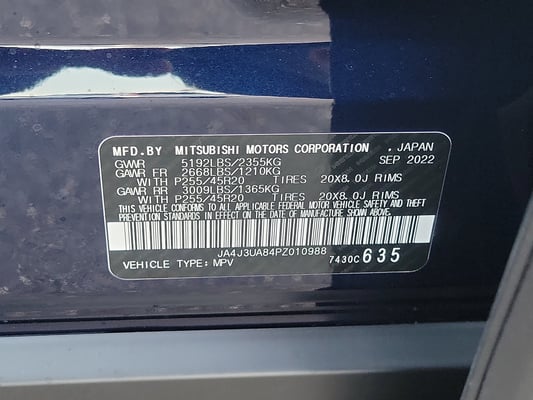 MFD.BY MITSUBISHI MOTORS CORPORATION . JAPAN
GVWR 5192LBS/2355KG SEP 2022
GAWR FR 2668LBS/1210KG
WITH P255/45R20 TIRES 20X8.0J RIMS
GAWR RR 3009LBS/1365KG
WITH P255/45R20 TIRES 20X8.0J RIMS
THIS VEHICLE CONFORMS TO ALL APPLICABLE FEDERAL MOTOR VEHICLE SAFETY AND THEFT
PREVENTION STANDARDS IN EFFECT ON THE DATE OF MANUFACTURE SHOWN ABOVE.
JA4J3UA84PZ010988
VEHICLE TYPE: MPV 7430C 635